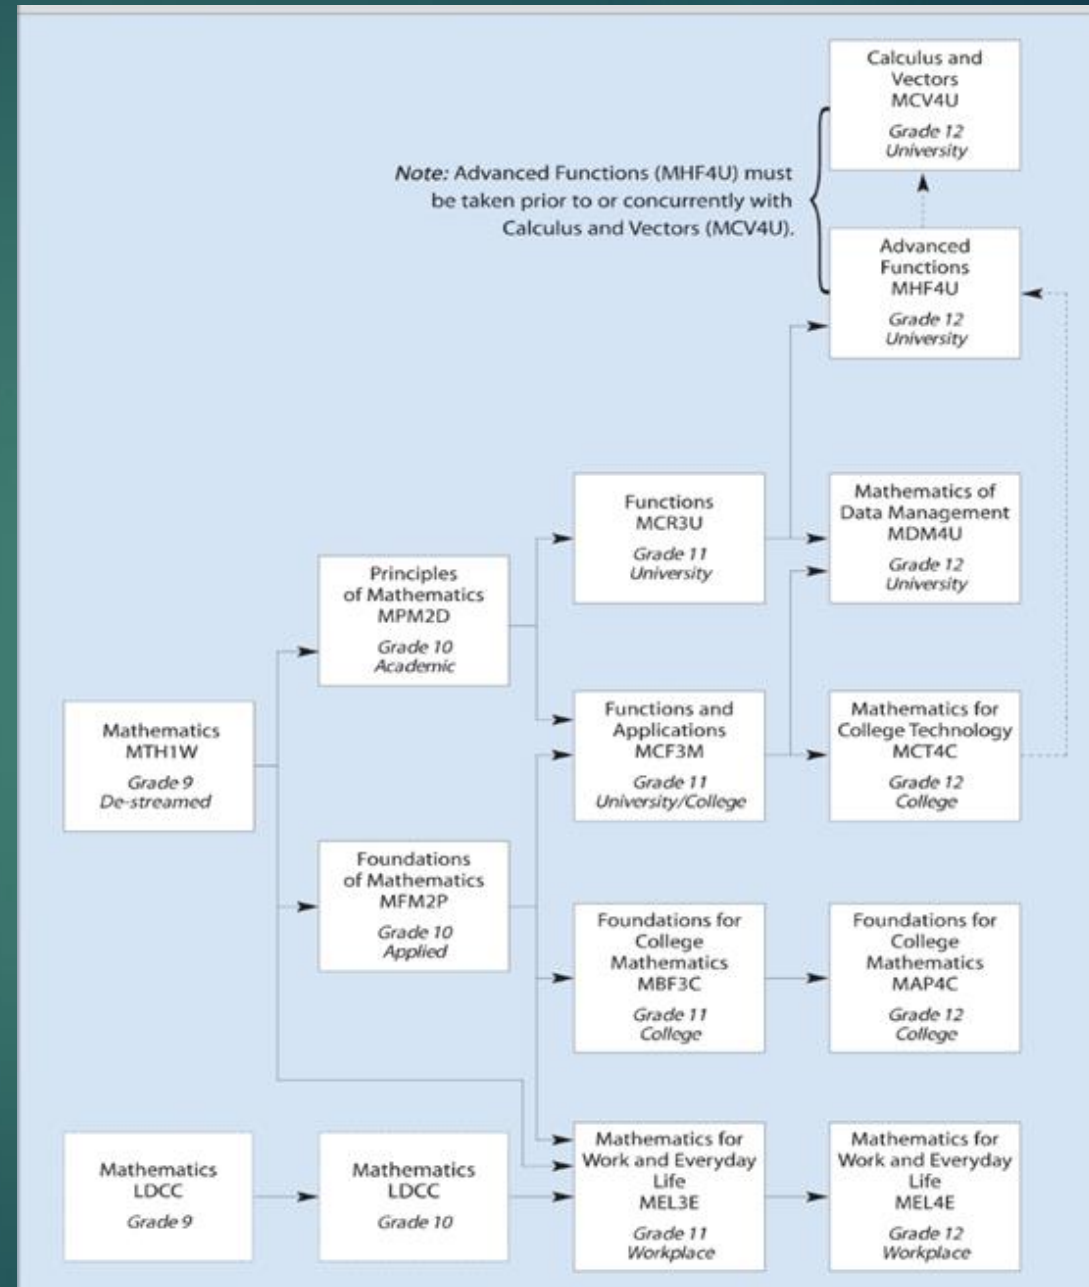 Calculus and
Vectors
MCV4U
Grade 12
University
Note: Advanced Functions (MHF4U) must
be taken prior to or concurrently with
Calculus and Vectors (MCV4U).
Advanced
Functions
MHF4U
Grade 12
University
Functions
MCR3U
Grade 11
University
Mathematics of
Data Management
MDM4U
Grade 12
University
Principles
of Mathematics
MPM2D
Grade 10
Academic
Mathematics
MTH1W
Grade 9
De-streamed
Functions and
Applications
MCF3M
Grade 11
University/College
Mathematics for
College Technology
MCT4C
Grade 12
College
Foundations
of Mathematics
MFM2P
Grade 10
Applied
Foundations for
College
Mathematics
MBF3C
Grade 11
College
Foundations for
College
Mathematics
MAP4C
Grade 12
College
Mathematics
LDCC
Grade 9
Mathematics
LDCC
Grade 10
Mathematics for
Work and Everyday
Life
MEL3E
Grade 11
Workplace
Mathematics for
Work and Everyday
Life
MEL4E
Grade 12
Workplace